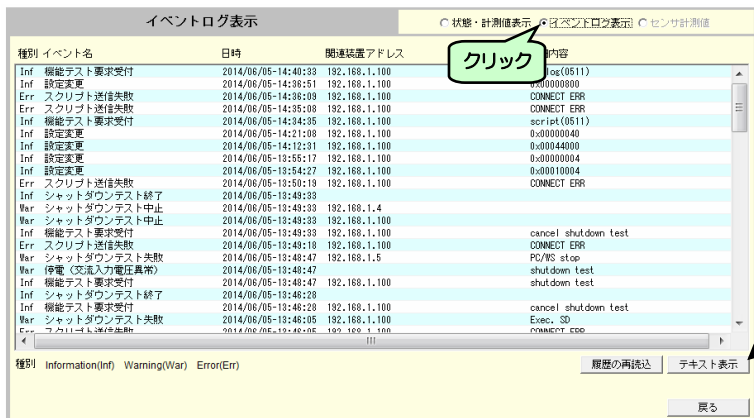 イベントログ表示
状態・計測値表示 イベントログ表示 センサ計測値
クリック
種別 イベント名 日時 関連装置アドレス 内容
Inf 機能テスト要求受付 2014/06/05-14:40:33 192.168.1.100 log(0511)
Inf 設定変更 2014/06/05-14:36:51 192.168.1.100 0x00000800
Err スクリプト送信失敗 2014/06/05-14:36:09 192.168.1.100 CONNECT ERR
Err スクリプト送信失敗 2014/06/05-14:35:08 192.168.1.100 CONNECT ERR
Inf 機能テスト要求受付 2014/06/05-14:34:35 192.168.1.100 script(0511)
Inf 設定変更 2014/06/05-14:21:08 192.168.1.100 0x00000040
Inf 設定変更 2014/06/05-14:12:31 192.168.1.100 0x00044000
Inf 設定変更 2014/06/05-13:55:17 192.168.1.100 0x00000004
Inf 設定変更 2014/06/05-13:54:27 192.168.1.100 0x00010004
Err スクリプト送信失敗 2014/06/05-13:50:19 192.168.1.100 CONNECT ERR
Inf シャットダウンテスト終了 2014/06/05-13:49:33
War シャットダウンテスト中止 2014/06/05-13:49:33 192.168.1.4
War シャットダウンテスト中止 2014/06/05-13:49:33 192.168.1.100
Inf 機能テスト要求受付 2014/06/05-13:49:33 192.168.1.100 cancel shutdown test
Err スクリプト送信失敗 2014/06/05-13:49:18 192.168.1.100 CONNECT ERR
War シャットダウンテスト失敗 2014/06/05-13:48:47 192.168.1.5 PC/WS stop
War 停電（交流入力電圧異常） 2014/06/05-13:48:47 shutdown test
Inf 機能テスト要求受付 2014/06/05-13:48:47 192.168.1.100 shutdown test
Inf シャットダウンテスト終了 2014/06/05-13:46:28
Inf 機能テスト要求受付 2014/06/05-13:46:28 192.168.1.100 cancel shutdown test
War シャットダウンテスト失敗 2014/06/05-13:46:05 192.168.1.100 Exec. SD
Err スクリプト送信失敗 2014/06/05-13:46:05 192.168.1.100 CONNECT ERR
種別 Information(Inf) Warning(War) Error(Err) 履歴の再読込 テキスト表示
戻る